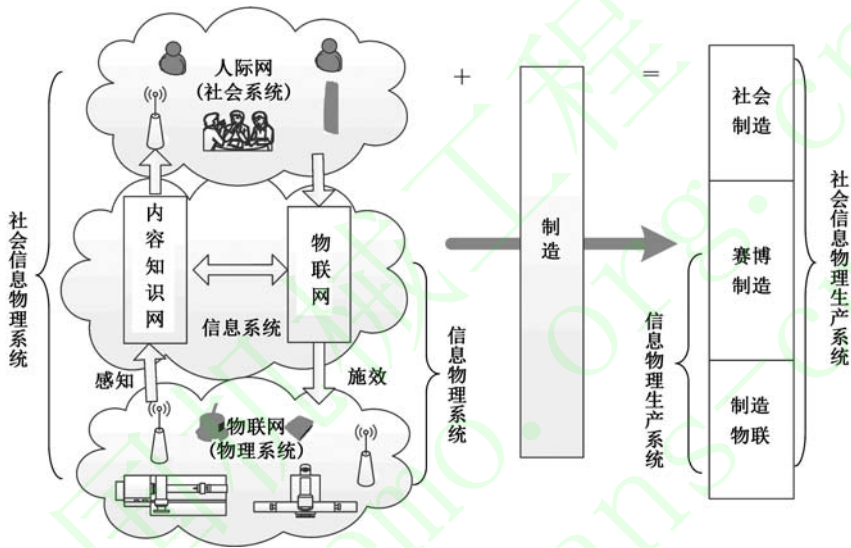 人际网
(社会系统)
+
=
社会
制造
社会信息物理系统
内容知识网
物联网
制造
赛博
制造
社会信息物理生产系统
信息系统
信息物理系统
信息物理生产系统
感知
施效
物联网
(物理系统)
制造
物联